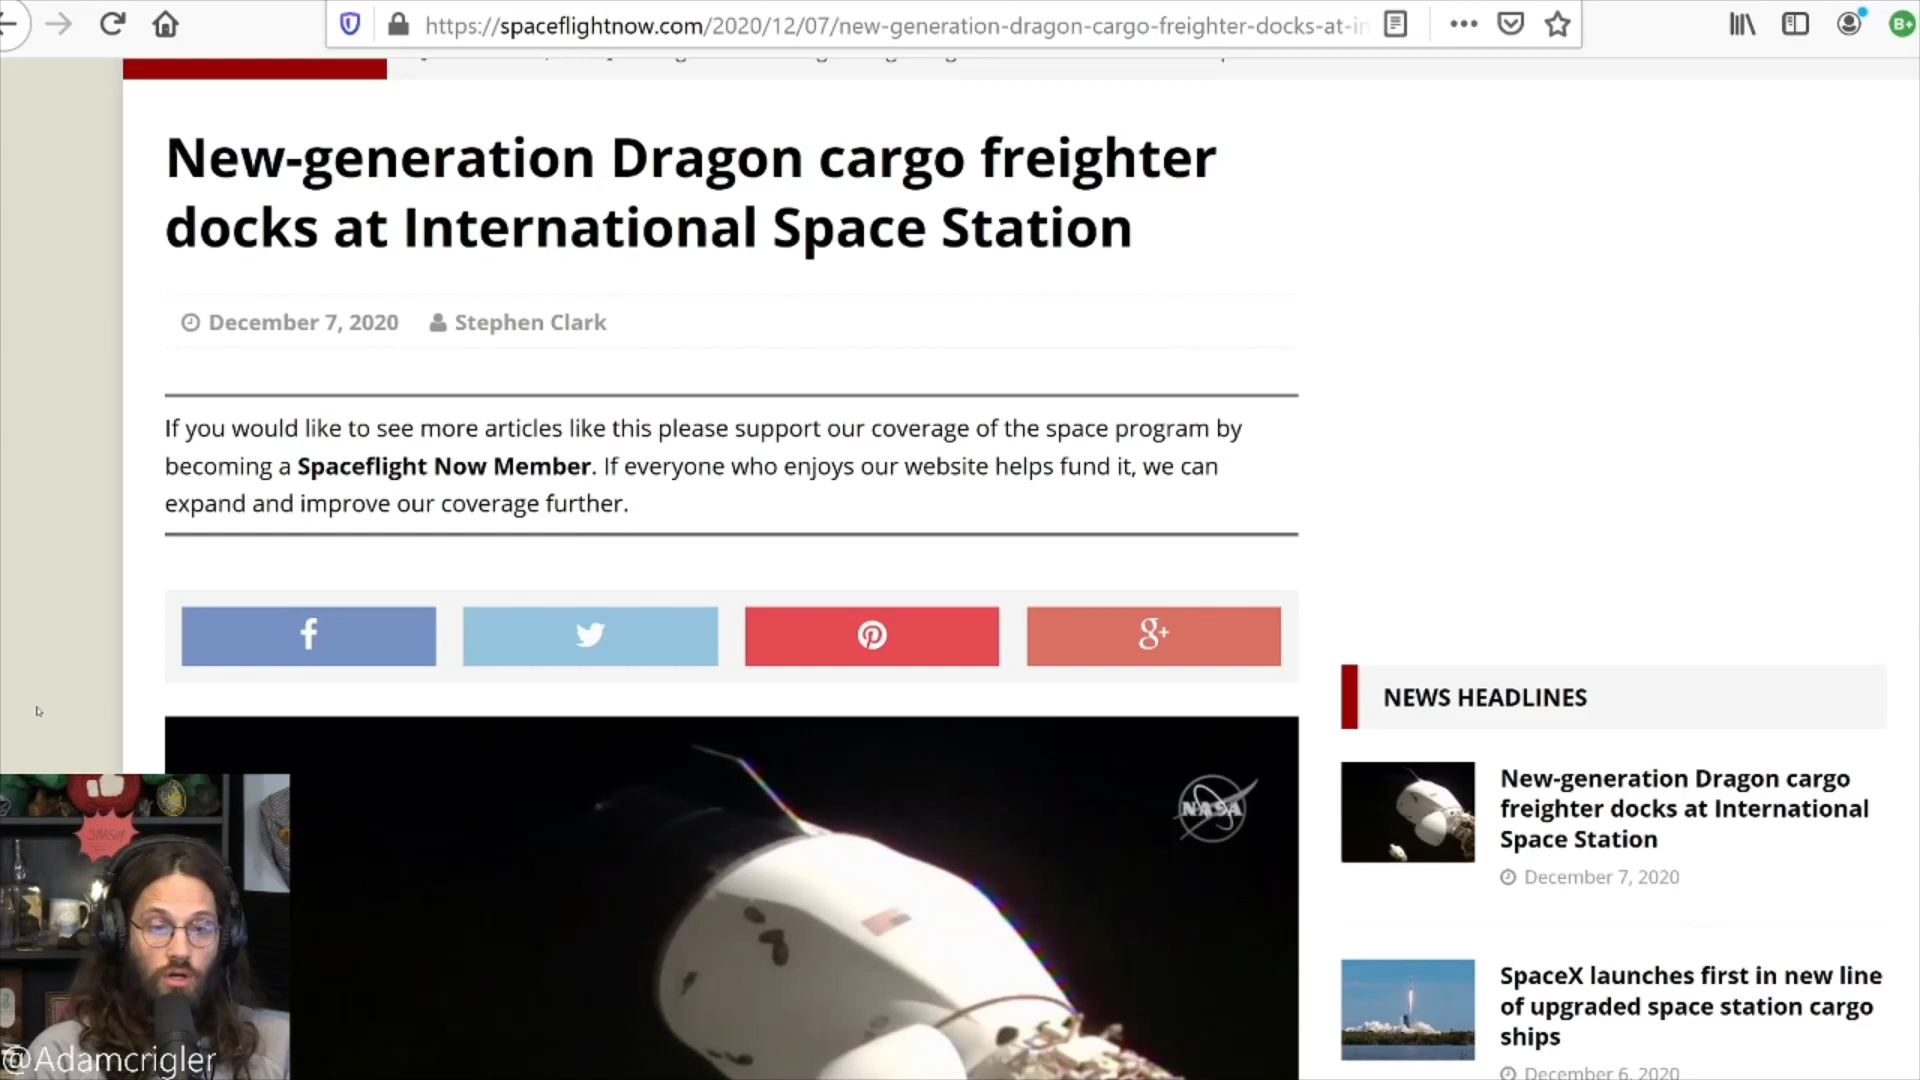 https://spaceflightnow.com/2020/12/07/new-generation-dragon-cargo-freighter-docks-at-in
B+
New-generation Dragon cargo freighter
docks at International Space Station
December 7, 2020 Stephen Clark
If you would like to see more articles like this please support our coverage of the space program by
becoming a Spaceflight Now Member. If everyone who enjoys our website helps fund it, we can
expand and improve our coverage further.
f
g+
NASA
NEWS HEADLINES
New-generation Dragon cargo
freighter docks at International
Space Station
December 7, 2020
SpaceX launches first in new line
of upgraded space station cargo
ships
December 6, 2020
SMASH
@Adamcrigler